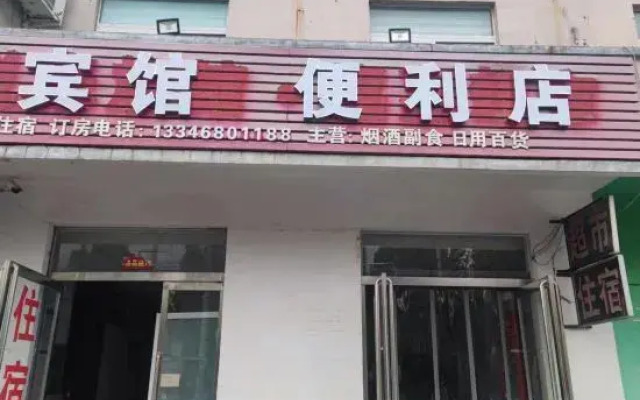 宾馆 便利店
住宿 订房电话:13346801188 主营:烟酒副食 日用百货
超市
住宿
住宿